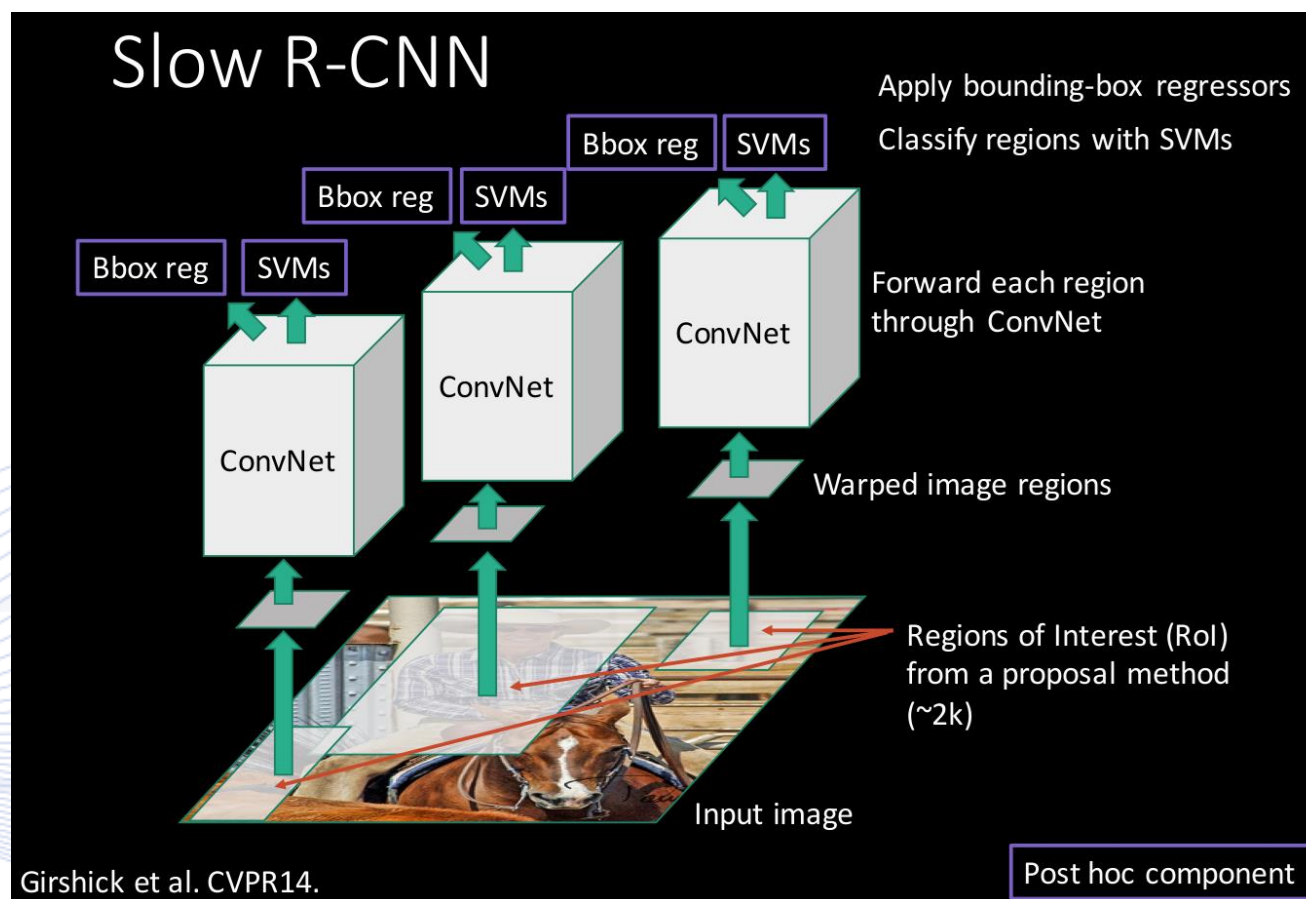 Slow R-CNN
Apply bounding-box regressors
Classify regions with SVMs
Bbox reg
SVMs
Bbox reg
SVMs
Bbox reg
SVMs
ConvNet
ConvNet
ConvNet
Forward each region
through ConvNet
Warped image regions
Regions of Interest (RoI)
from a proposal method
(~2k)
Input image
Girshick et al. CVPR14.
Post hoc component